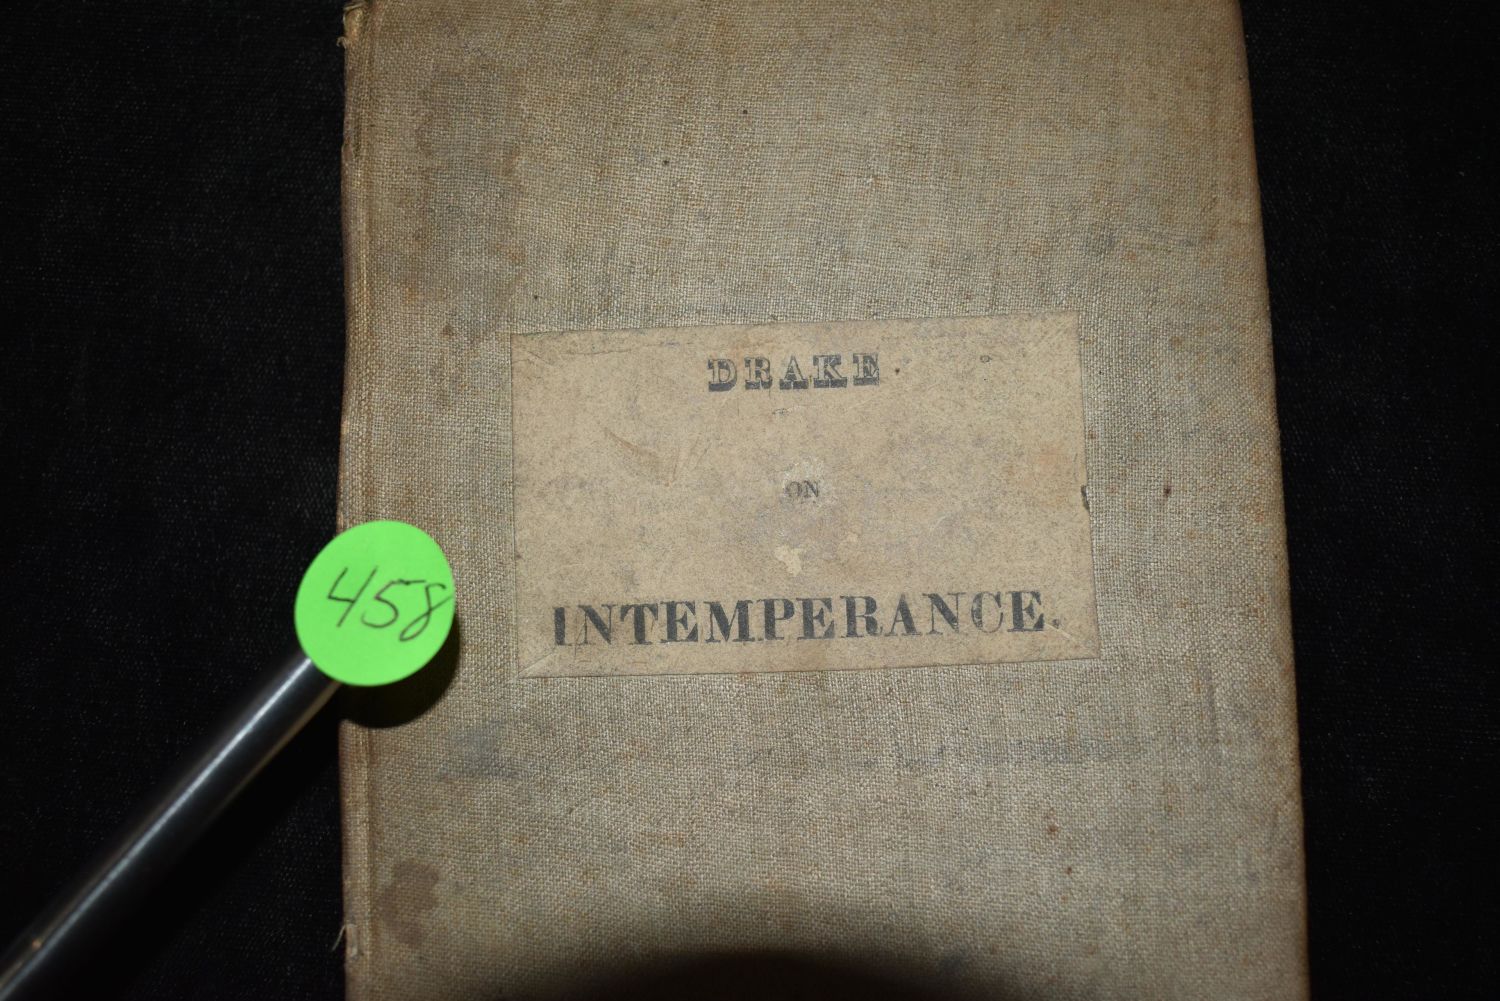 DRAKE
ON
INTEMPERANCE.
458